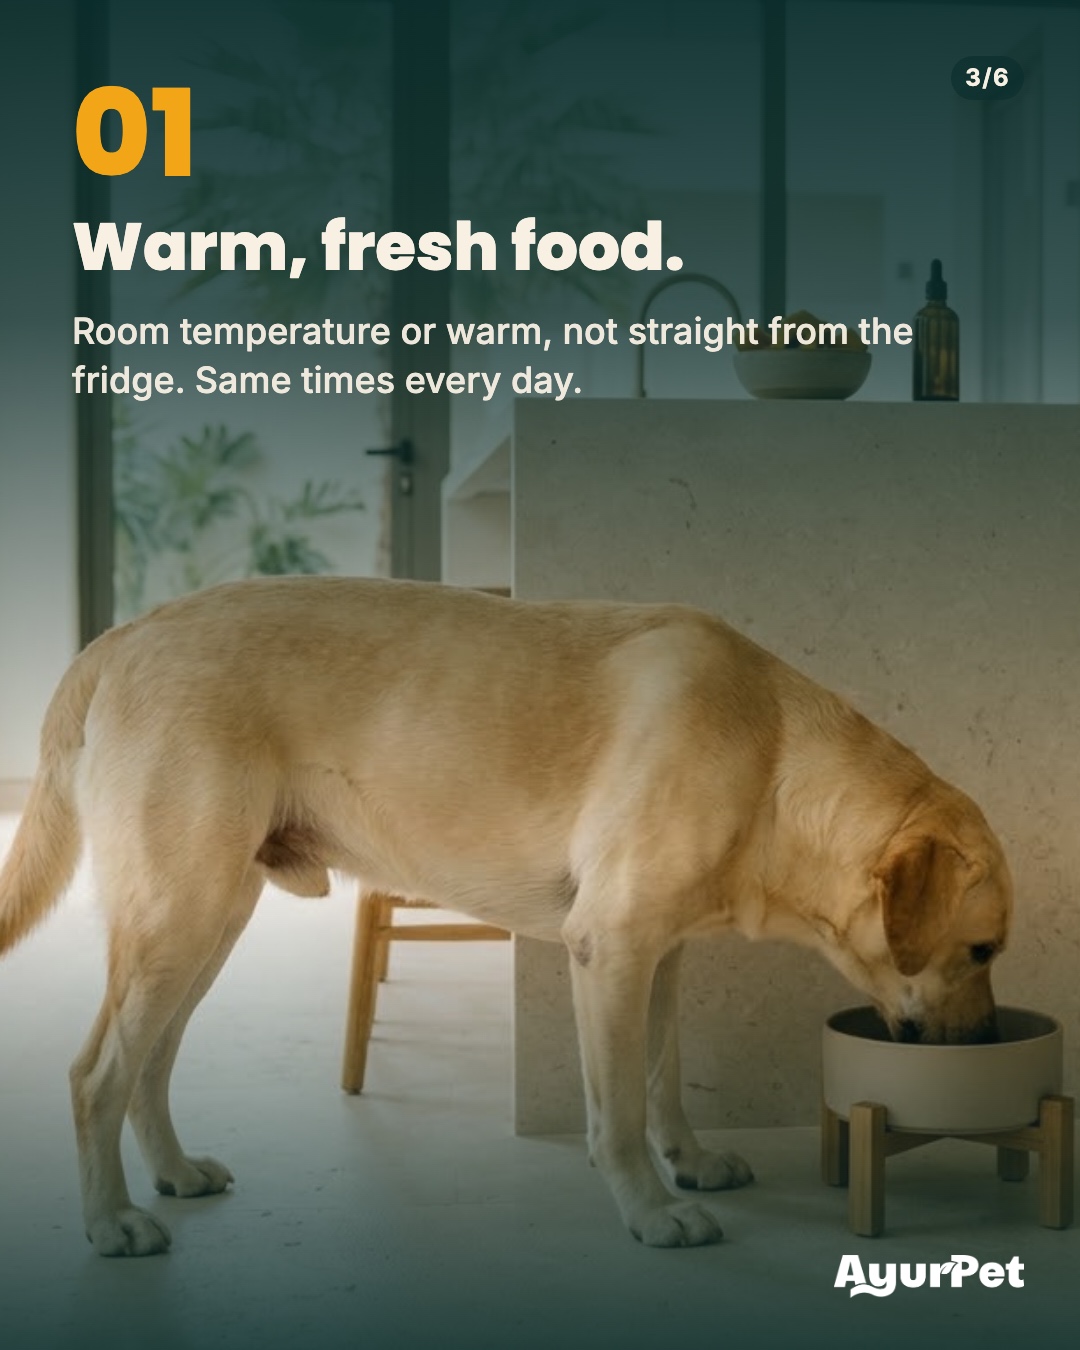 3/6
01
Warm, fresh food.
Room temperature or warm, not straight from the
fridge. Same times every day.
AyurPet